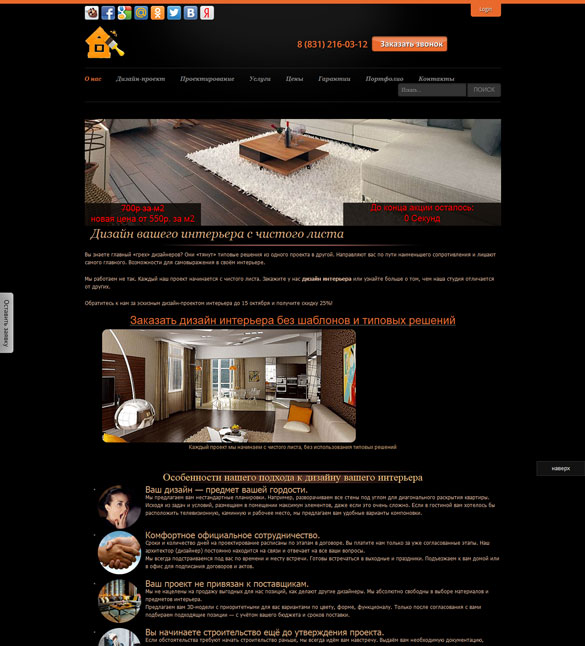 Login
8 (831) 216-03-12
Заказать звонок
О нас Дизайн-проект Проектирование Услуги Цены Гарантии Портфолио Контакты
Искать...
ПОИСК
700р за м2
новая цена от 550р. за м2
До конца акции осталось:
0 Секунд
Дизайн вашего интерьера с чистого листа
Вы знаете главный «грех» дизайнеров? Они «тянут» типовые решения из одного проекта в другой. Направляют вас по пути наименьшего сопротивления и лишают
самого главного. Возможности для самовыражения в своём интерьере.
Мы работаем не так. Каждый наш проект начинается с чистого листа. Закажите у нас дизайн интерьера или узнайте больше о том, чем наша студия отличается
от других.
Обратитесь к нам за эскизным дизайн-проектом интерьера до 15 октября и получите скидку 25%!
Оставить заявку
Заказать дизайн интерьера без шаблонов и типовых решений
Каждый проект мы начинаем с чистого листа, без использования типовых решений
наверх
Особенности нашего подхода к дизайну вашего интерьера
Ваш дизайн — предмет вашей гордости.
Мы предлагаем вам нестандартные планировки. Например, разворачиваем все стены под углом для диагонального раскрытия квартиры.
Исходя из задач и условий, размещаем в помещении максимум элементов, даже если это очень сложно. Если в гостиной вам хотелось бы
расположить телевизионную, каминную и рабочее место, мы предлагаем вам удобные варианты компоновки.
Комфортное официальное сотрудничество.
Сроки и количество дней на проектирование расписаны по этапам в договоре. Вы платите нам только за уже согласованные этапы. Наш
архитектор (дизайнер) постоянно находится на связи и отвечает на все ваши вопросы.
Мы всегда подстраиваемся под вас по времени и месту встречи. Готовы встречаться в выходные и праздники. Подъезжаем к вам домой или
в офис для подписания договоров и актов.
Ваш проект не привязан к поставщикам.
Мы не нацелены на продажу выгодных для нас позиций, как делают другие дизайнеры. Мы абсолютно свободны в выборе материалов и
предметов интерьера.
Предлагаем вам 3D-модели с приоритетными для вас вариантами по цвету, форме, функционалу. Только после согласования с вами
подбираем подходящие позиции — с учётом вашего бюджета и сроков поставки.
Вы начинаете строительство ещё до утверждения проекта.
Если обстоятельства требуют начать строительство раньше, мы всегда идём вам навстречу. Выдаём вам необходимую документацию,